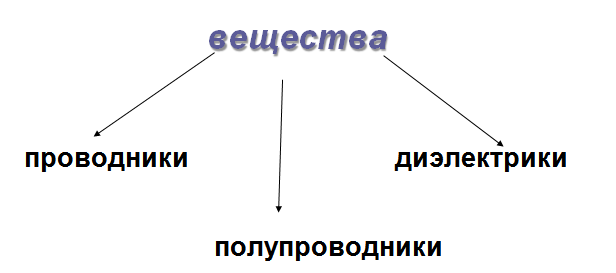 вещества
проводники
диэлектрики
полупроводники